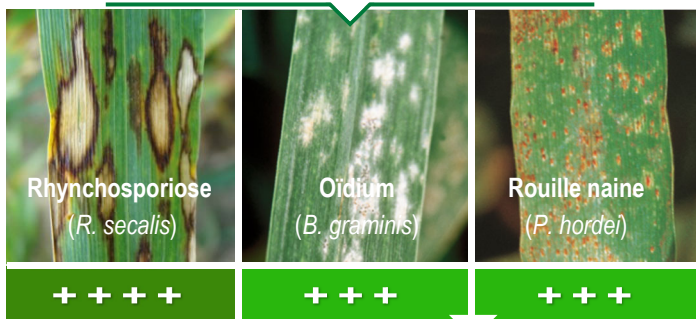 Rhynchosporiose
(R. secalis)
Oïdium
(B. graminis)
Rouille naine
(P. hordei)
++++
+++
+++